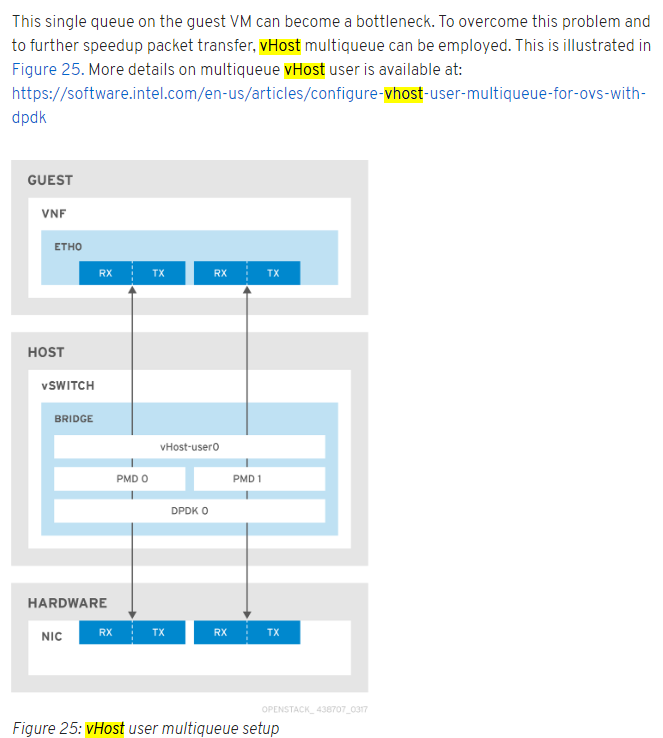 This single queue on the guest VM can become a bottleneck. To overcome this problem and
to further speedup packet transfer, vHost multiqueue can be employed. This is illustrated in
Figure 25. More details on multiqueue vHost user is available at:
https://software.intel.com/en-us/articles/configure-vhost-user-multiqueue-for-ovs-with-
dpdk
GUEST
VNF
ETH0
RX TX RX TX
HOST
vSWITCH
BRIDGE
vHost-user0
PMD 0 PMD 1
DPDK 0
HARDWARE
NIC RX TX RX TX
OPENSTACK_438707_0317
Figure 25: vHost user multiqueue setup